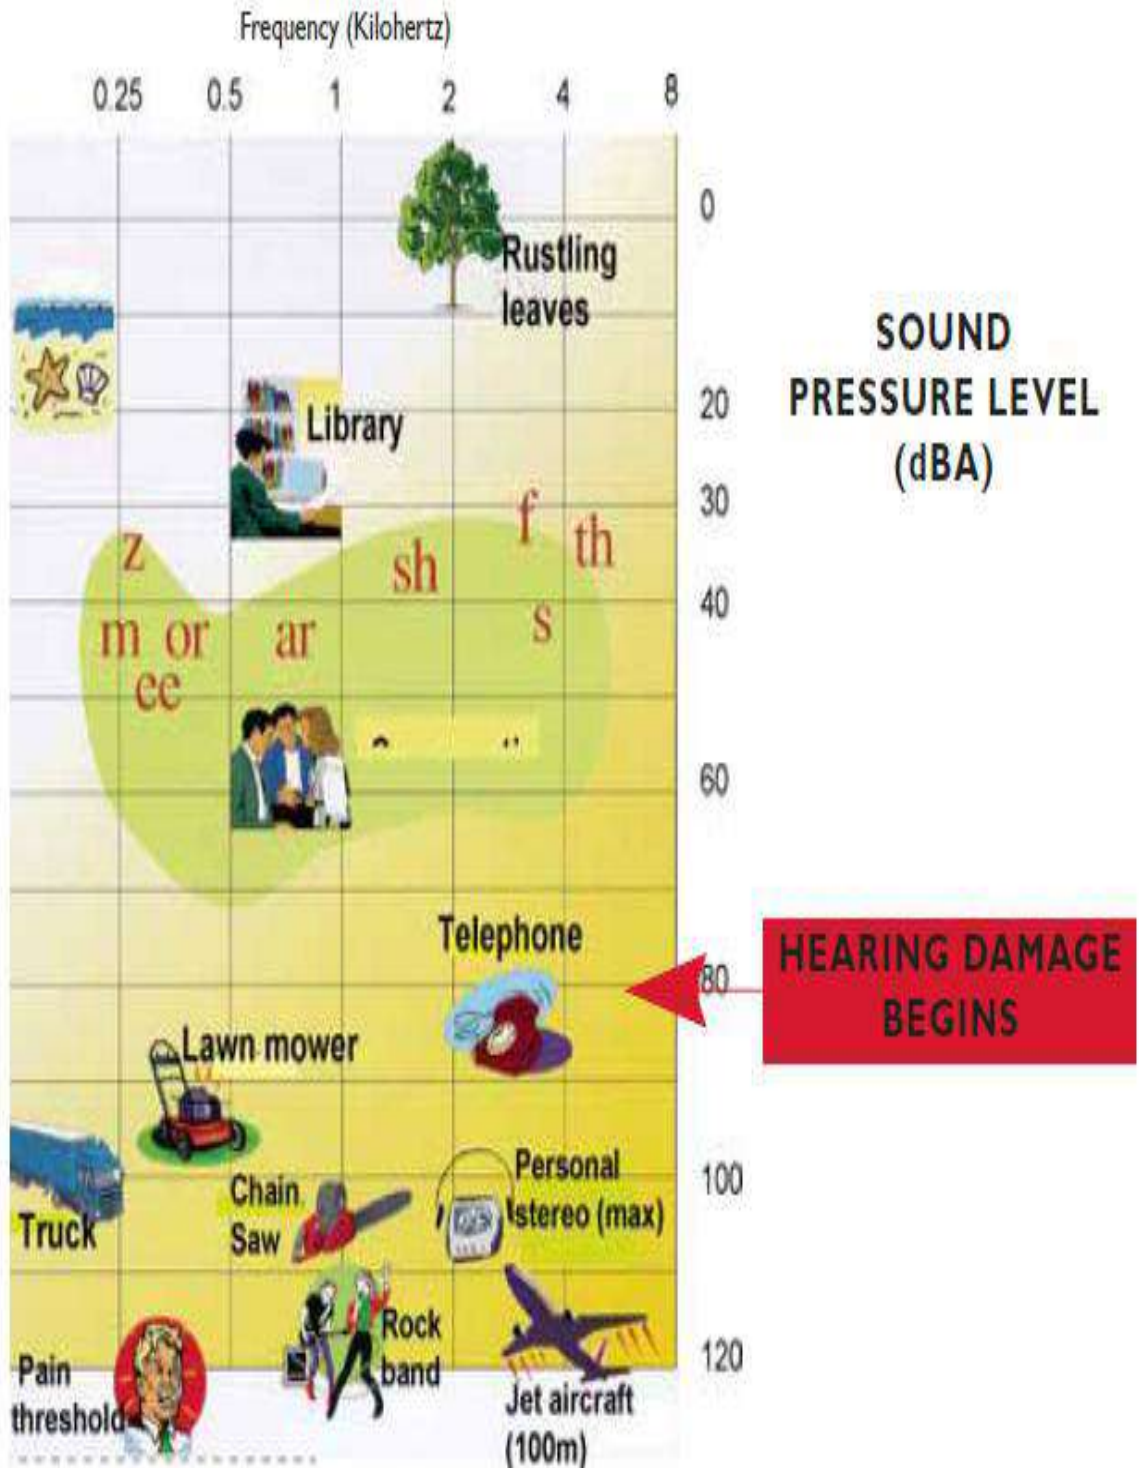 Frequency (Kilohertz)
0.25 0.5 1 2 4 8
0
Rustling
leaves
SOUND
PRESSURE LEVEL
(dBA)
20
Library
30
f
z
th
sh
40
m or ar
s
ee
60
Telephone
HEARING DAMAGE
BEGINS
80
Lawn mower
100
Personal
stereo (max)
Chain
Saw
Truck
Rock
band
120
Pain
threshold
Jet aircraft
(100m)